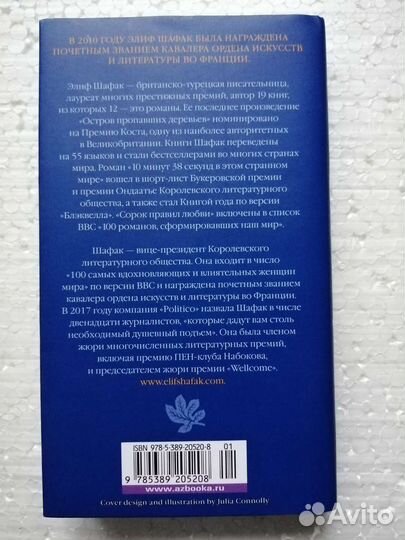 В 2010 ГОДУ ЭЛИФ ШАФАК БЫЛА НАГРАЖДЕНА
ПОЧЕТНЫМ ЗВАНИЕМ КАВАЛЕРА ОРДЕНА ИСКУССТВ
И ЛИТЕРАТУРЫ ВО ФРАНЦИИ.
Элиф Шафак — британско-турецкая писательница,
лауреат многих престижных премий, автор 19 книг,
из которых 12 — это романы. Ее последнее произведение
«Остров пропавших деревьев» номинировано
на Премию Коста, одну из наиболее авторитетных
в Великобритании. Книги Шафак переведены
на 55 языков и стали бестселлерами во многих странах
мира. Роман «10 минут 38 секунд в этом странном
мире» вошел в шорт-лист Букеровской премии
и премии Ондаатье Королевского литературного
общества, а также стал Книгой года по версии
«Блэквелла». «Сорок правил любви» включены в список
BBC «100 романов, сформировавших наш мир».
Шафак — вице-президент Королевского
литературного общества. Она входит в число
«100 самых вдохновляющих и влиятельных женщин
мира» по версии BBC и награждена почетным званием
кавалера ордена искусств и литературы во Франции.
В 2017 году компания «Politico» назвала Шафак в числе
двенадцати журналистов, «которые дадут вам столь
необходимый душевный подъем». Она была членом
жюри многочисленных литературных премий,
включая премию ПЕН-клуба Набокова,
и председателем жюри премии «Wellcome».
www.elifshafak.com.
ISBN 978-5-389-20520-8
01
9 785389 205208
www.azbooka.ru
Cover design and illustration by Julia Connolly
Avito